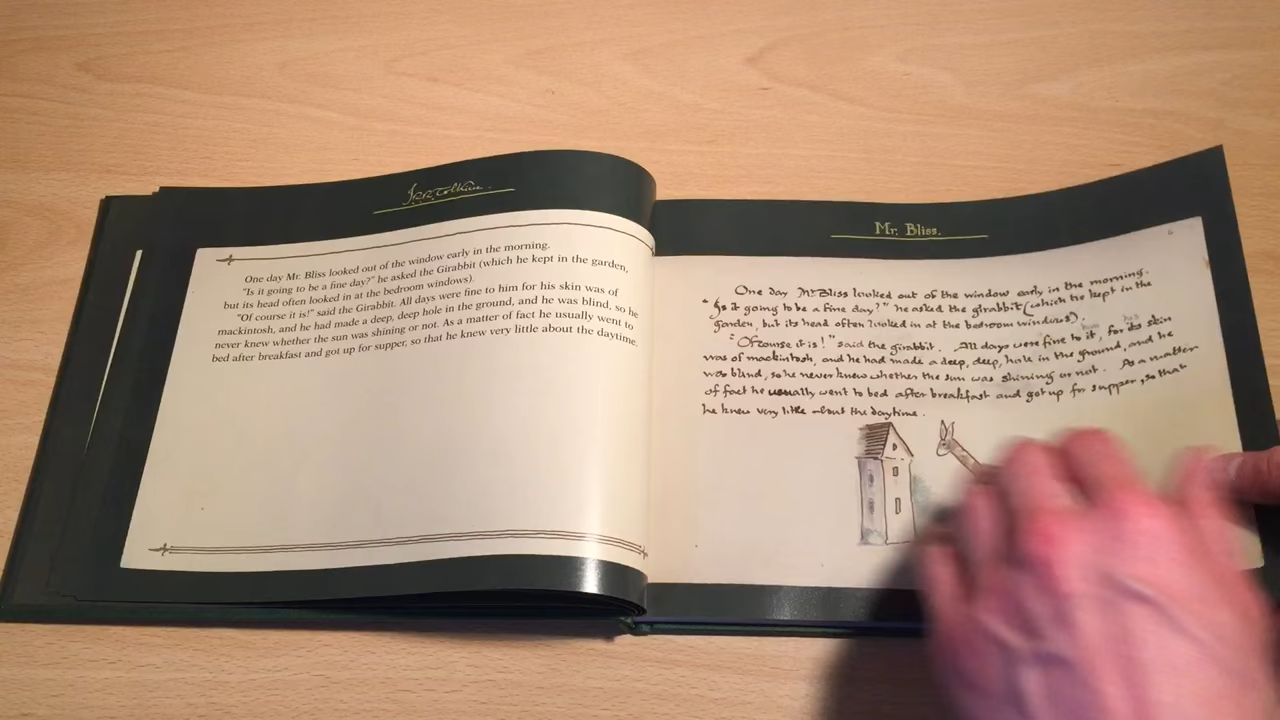 J.R.R. Tolkien.
One day Mr. Bliss looked out of the window early in the morning.
"Is it going to be a fine day?" he asked the Girabbit (which he kept in the garden,
but its head often looked in at the bedroom windows).
"Of course it is!" said the Girabbit. All days were fine to him for his skin was of
mackintosh, and he had made a deep, deep hole in the ground, and he was blind, so he
never knew whether the sun was shining or not. As a matter of fact he usually went to
bed after breakfast and got up for supper, so that he knew very little about the daytime.
Mr. Bliss.
6
One day Mr Bliss looked out of the window early in the morning.
"Is it going to be a fine day?" he asked the girabbit (which he kept in the
garden, but its head often looked in at the bedroom windows).
"Of course it is!" said the girabbit. All days were fine to it, for its skin
was of mackintosh, and he had made a deep, deep, hole in the ground, and he
was blind, so he never knew whether the sun was shining or not. As a matter
of fact he usually went to bed after breakfast and got up for supper, so that
he knew very little about the daytime.